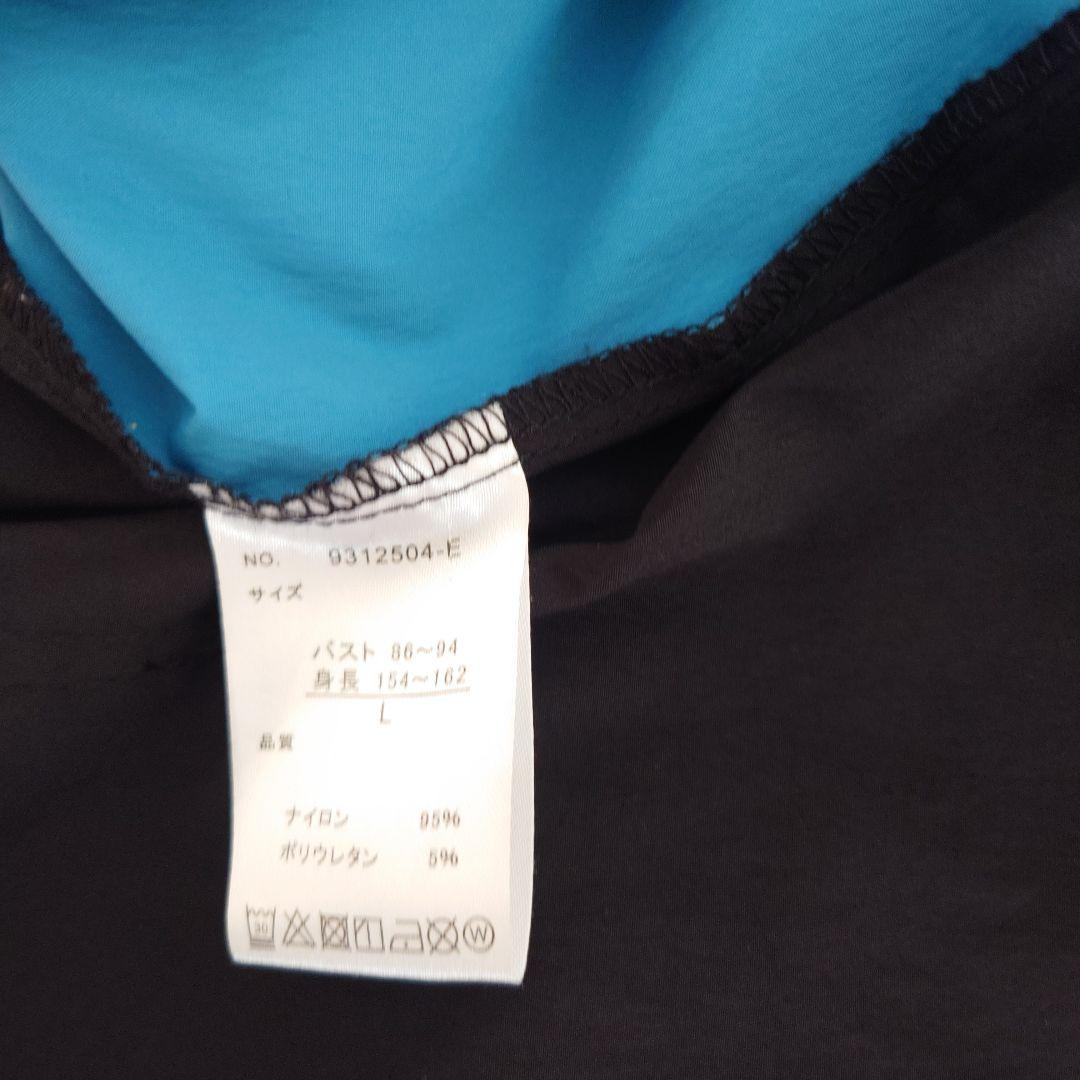 NO. 9312504-E
サイズ
バスト 86～94
身長 154～162
L
品質
ナイロン 95%
ポリウレタン 5%
30
W